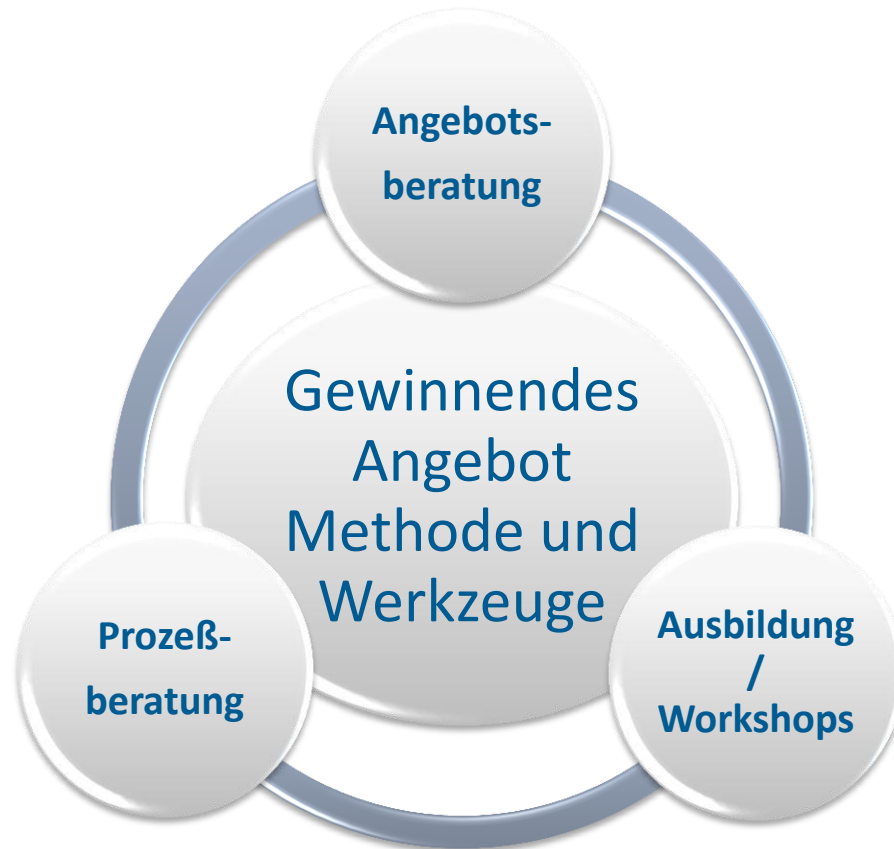 Angebots-
beratung
Gewinnendes
Angebot
Methode und
Werkzeuge
Prozeß-
beratung
Ausbildung
/
Workshops